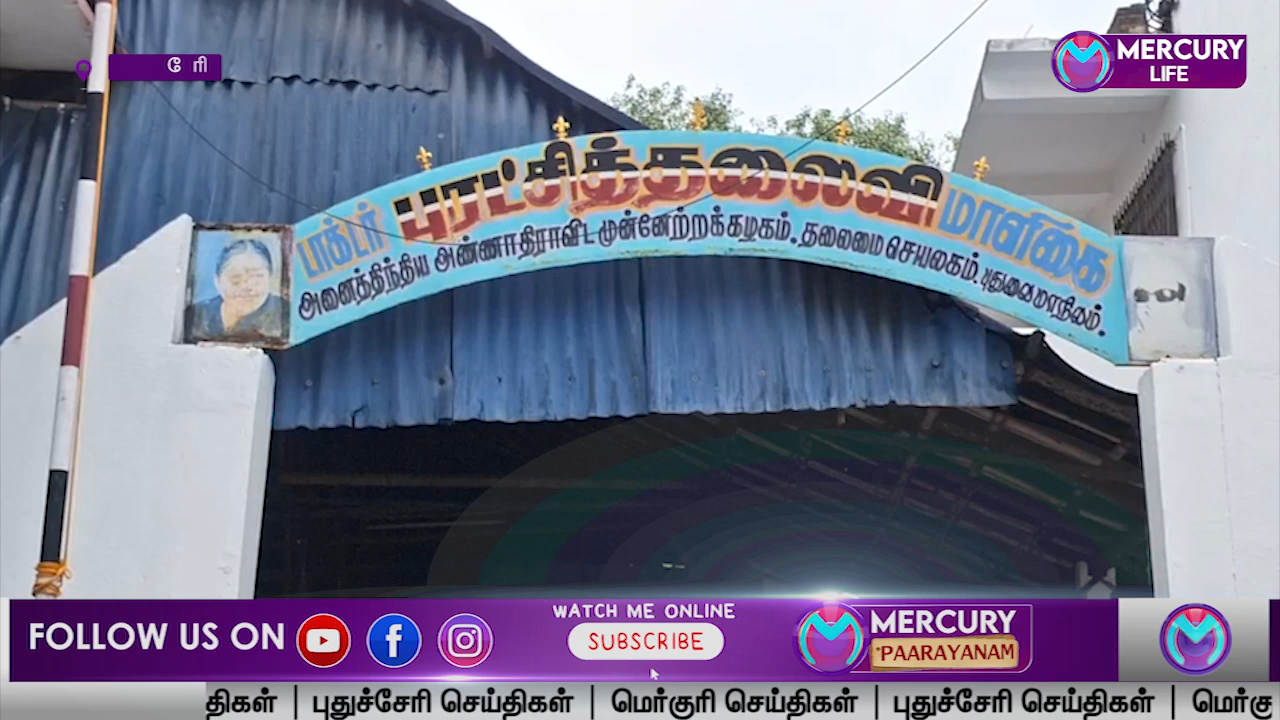 ரி
MERCURY
LIFE
டாக்டர் புரட்சித்தலைவி மாளிகை
அனைத்திந்திய அண்ணாதிராவிட முன்னேற்றக்கழகம். தலைமை செயலகம். புதுவை மாநிலம்.
FOLLOW US ON
WATCH ME ONLINE
SUBSCRIBE
MERCURY
PAARAYANAM
திகள் | புதுச்சேரி செய்திகள் | மெர்குரி செய்திகள் | புதுச்சேரி செய்திகள் | மெர்கு